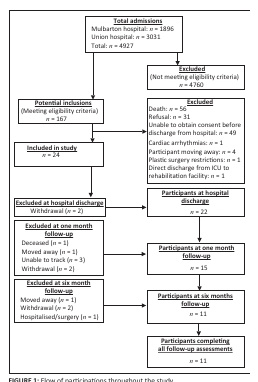 Total admissions
Mulbarton hospital: n = 1896
Union hospital: n = 3031
Total: n = 4927
Excluded
(Not meeting eligibility criteria)
n = 4760
Potential inclusions
(Meeting eligibility criteria)
n = 167
Excluded
Death: n = 56
Refusal: n = 31
Unable to obtain consent before
discharge from hospital: n = 49
Cardiac arrhythmias: n = 1
Participant moving away: n = 4
Plastic surgery restrictions: n = 1
Direct discharge from ICU to
rehabilitation facility: n = 1
Included in study
n = 24
Excluded at hospital discharge
Withdrawal (n = 2)
Participants at hospital
discharge
n = 22
Excluded at one month
follow-up
Deceased (n = 1)
Moved away (n = 1)
Unable to track (n = 3)
Withdrawal (n = 2)
Participants at one month
follow-up
n = 15
Excluded at six months
follow-up
Moved away (n = 1)
Withdrawal (n = 2)
Hospitalised/surgery (n = 1)
Participants at six months
follow-up
n = 11
Participants completing
all follow-up assessments
n = 11
FIGURE 1: Flow of participations throughout the study.